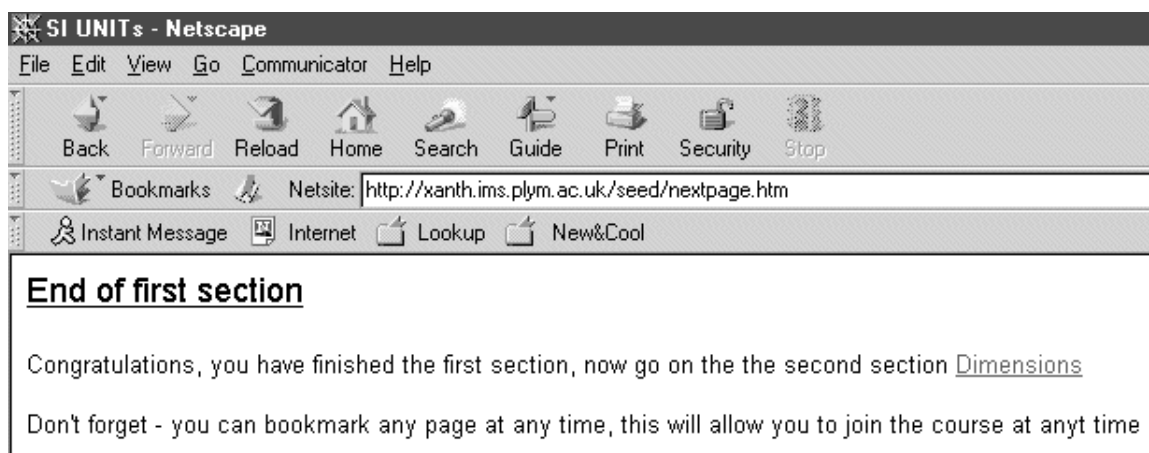 SI UNITs - Netscape
File Edit View Go Communicator Help
Back Forward Reload Home Search Guide Print Security Stop
Bookmarks Netsite: http://xanth.ims.plym.ac.uk/seed/nextpage.htm
Instant Message Internet Lookup New&Cool
End of first section
Congratulations, you have finished the first section, now go on the the second section Dimensions
Don't forget - you can bookmark any page at any time, this will allow you to join the course at anyt time